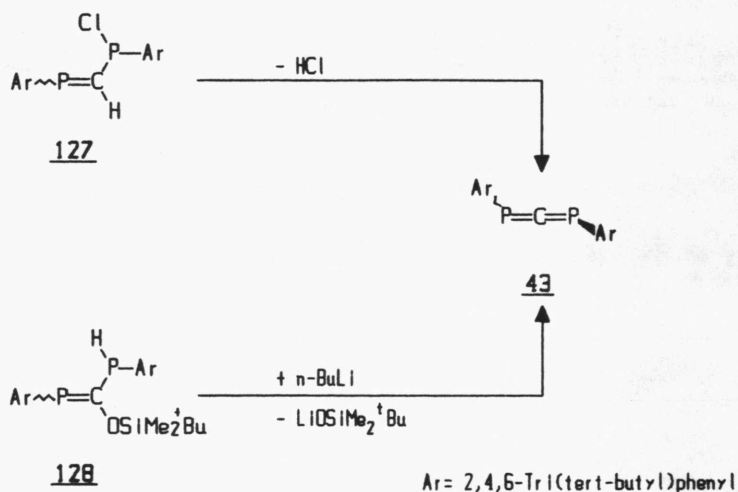 Cl
P—Ar
Ar~P=C
H
127
- HCl
Ar
P=C=P
Ar
43
H
P—Ar
Ar~P=C
OSiMe2tBu
128
+ n-BuLi
- LiOSiMe2tBu
Ar= 2,4,6-Tri(tert-butyl)phenyl